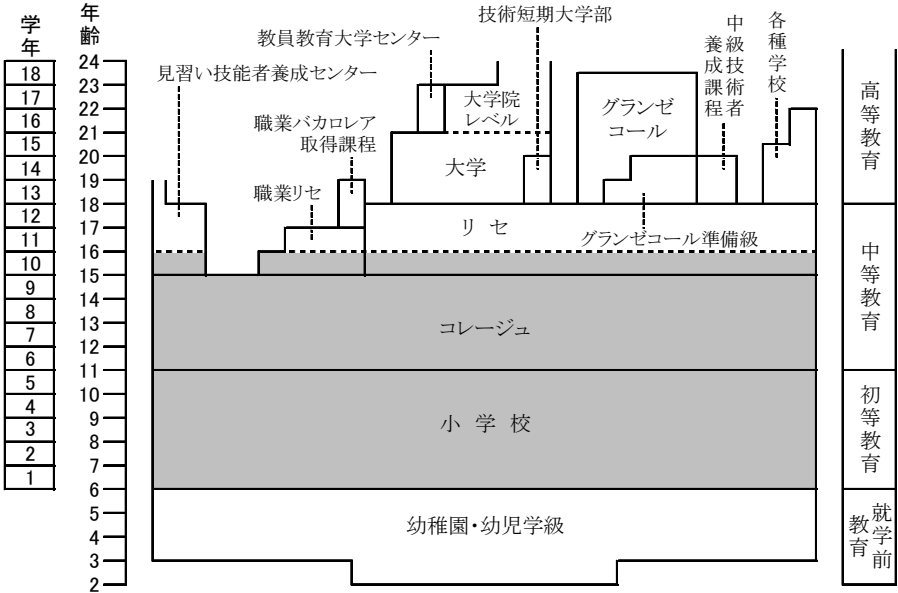 学年
年齢
技術短期大学部
教員教育大学センター
中級技術者
養成課程
各種学校
見習い技能者養成センター
職業バカロレア
取得課程
職業リセ
大学院
レベル
大学
グランゼ
コール
リセ
グランゼコール準備級
コレージュ
小学校
幼稚園・幼児学級
18
17
16
15
14
13
12
11
10
9
8
7
6
5
4
3
2
1
24
23
22
21
20
19
18
17
16
15
14
13
12
11
10
9
8
7
6
5
4
3
2
高等教育
中等教育
初等教育
就学前
教育